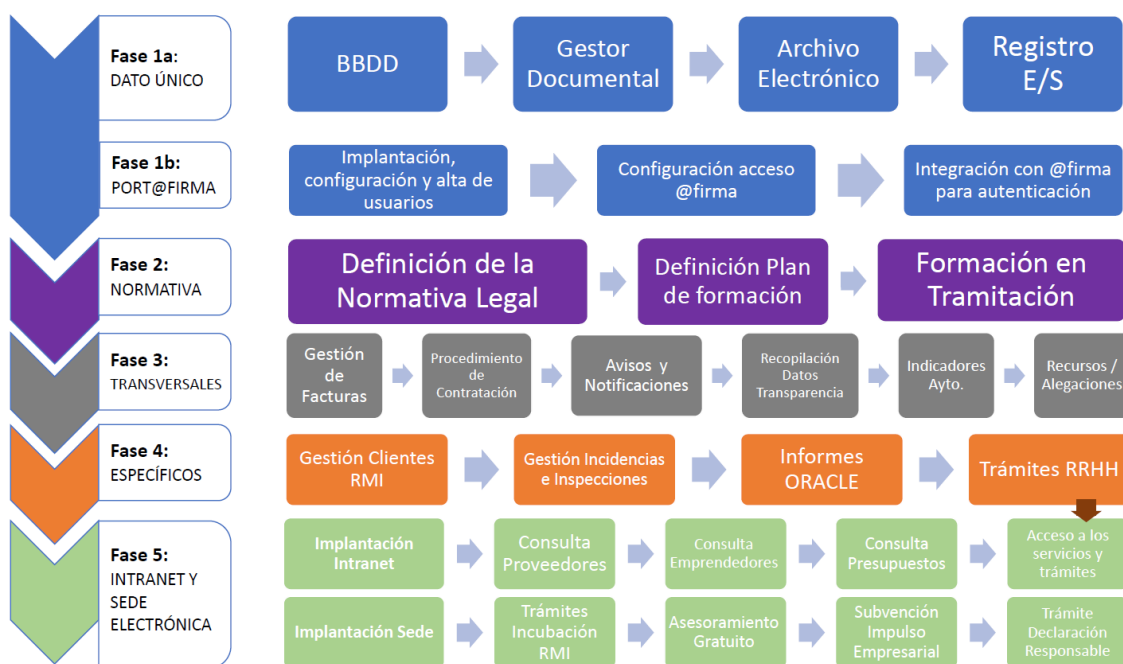 Fase 1a:
DATO ÚNICO
BBDD
Gestor
Documental
Archivo
Electrónico
Registro
E/S
Fase 1b:
PORT@FIRMA
Implantación,
configuración y alta de
usuarios
Configuración acceso
@firma
Integración con @firma
para autenticación
Fase 2:
NORMATIVA
Definición de la
Normativa Legal
Definición Plan
de formación
Formación en
Tramitación
Fase 3:
TRANSVERSALES
Gestión
de
Facturas
Procedimiento
de
Contratación
Avisos y
Notificaciones
Recopilación
Datos
Transparencia
Indicadores
Ayto.
Recursos /
Alegaciones
Fase 4:
ESPECÍFICOS
Gestión Clientes
RMI
Gestión Incidencias
e Inspecciones
Informes
ORACLE
Trámites RRHH
Fase 5:
INTRANET Y
SEDE
ELECTRÓNICA
Implantación
Intranet
Consulta
Proveedores
Consulta
Emprendedores
Consulta
Presupuestos
Acceso a los
servicios y
trámites
Implantación Sede
Trámites
Incubación
RMI
Asesoramiento
Gratuito
Subvención
Impulso
Empresarial
Trámite
Declaración
Responsable